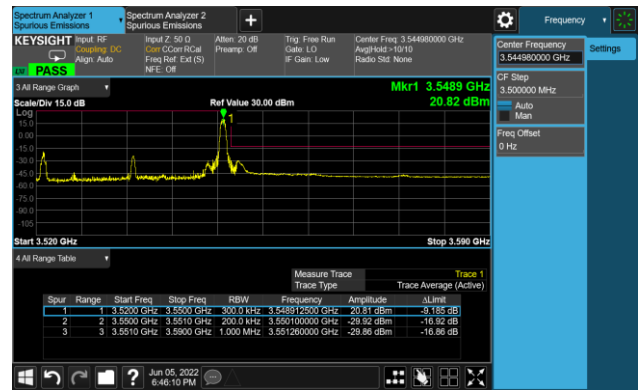 Spectrum Analyzer 1
Spurious Emissions
Spectrum Analyzer 2
Spurious Emissions
+
Frequency
KEYSIGHT
Input: RF
Coupling: DC
Align: Auto
Input Z: 50 Ω
Corr CCorr RCal
Freq Ref: Ext (S)
NFE: Off
Atten: 20 dB
Preamp: Off
Trig: Free Run
Gate: LO
IF Gain: Low
Center Freq: 3.544980000 GHz
Avg|Hold:>10/10
Radio Std: None
PASS
Center Frequency
3.544980000 GHz
Settings
CF Step
3.500000 MHz
Auto
Man
Freq Offset
0 Hz
3 All Range Graph
Mkr1 3.5489 GHz
20.82 dBm
Scale/Div 15.0 dB
Ref Value 30.00 dBm
Log
1
15.0
0.00
-15.0
-30.0
-45.0
-60.0
-75.0
-90.0
-105
Start 3.520 GHz
Stop 3.590 GHz
4 All Range Table
Measure Trace Trace 1
Trace Type Trace Average (Active)
Spur Range Start Freq Stop Freq RBW Frequency Amplitude ΔLimit
1 1 3.5200 GHz 3.5500 GHz 300.0 kHz 3.548912500 GHz 20.81 dBm -9.185 dB
2 2 3.5500 GHz 3.5510 GHz 200.0 kHz 3.550100000 GHz -29.92 dBm -16.92 dB
3 3 3.5510 GHz 3.5900 GHz 1.000 MHz 3.551260000 GHz -29.86 dBm -16.86 dB
?
Jun 05, 2022
6:46:10 PM